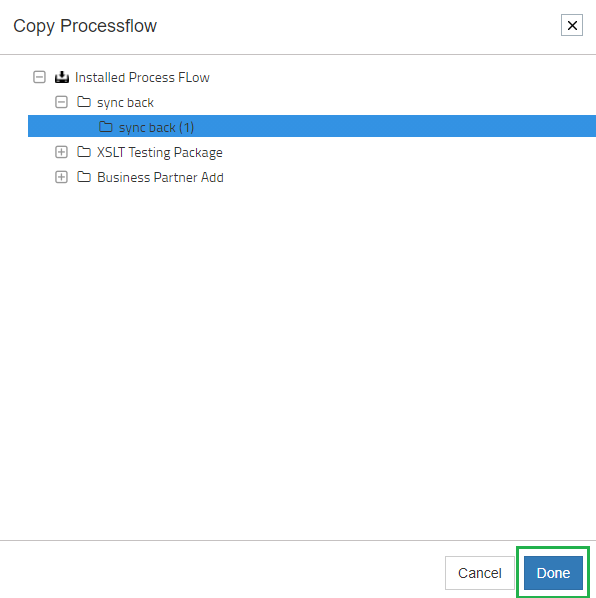 Copy Processflow
Installed Process FLow
sync back
sync back (1)
XSLT Testing Package
Business Partner Add
Cancel Done